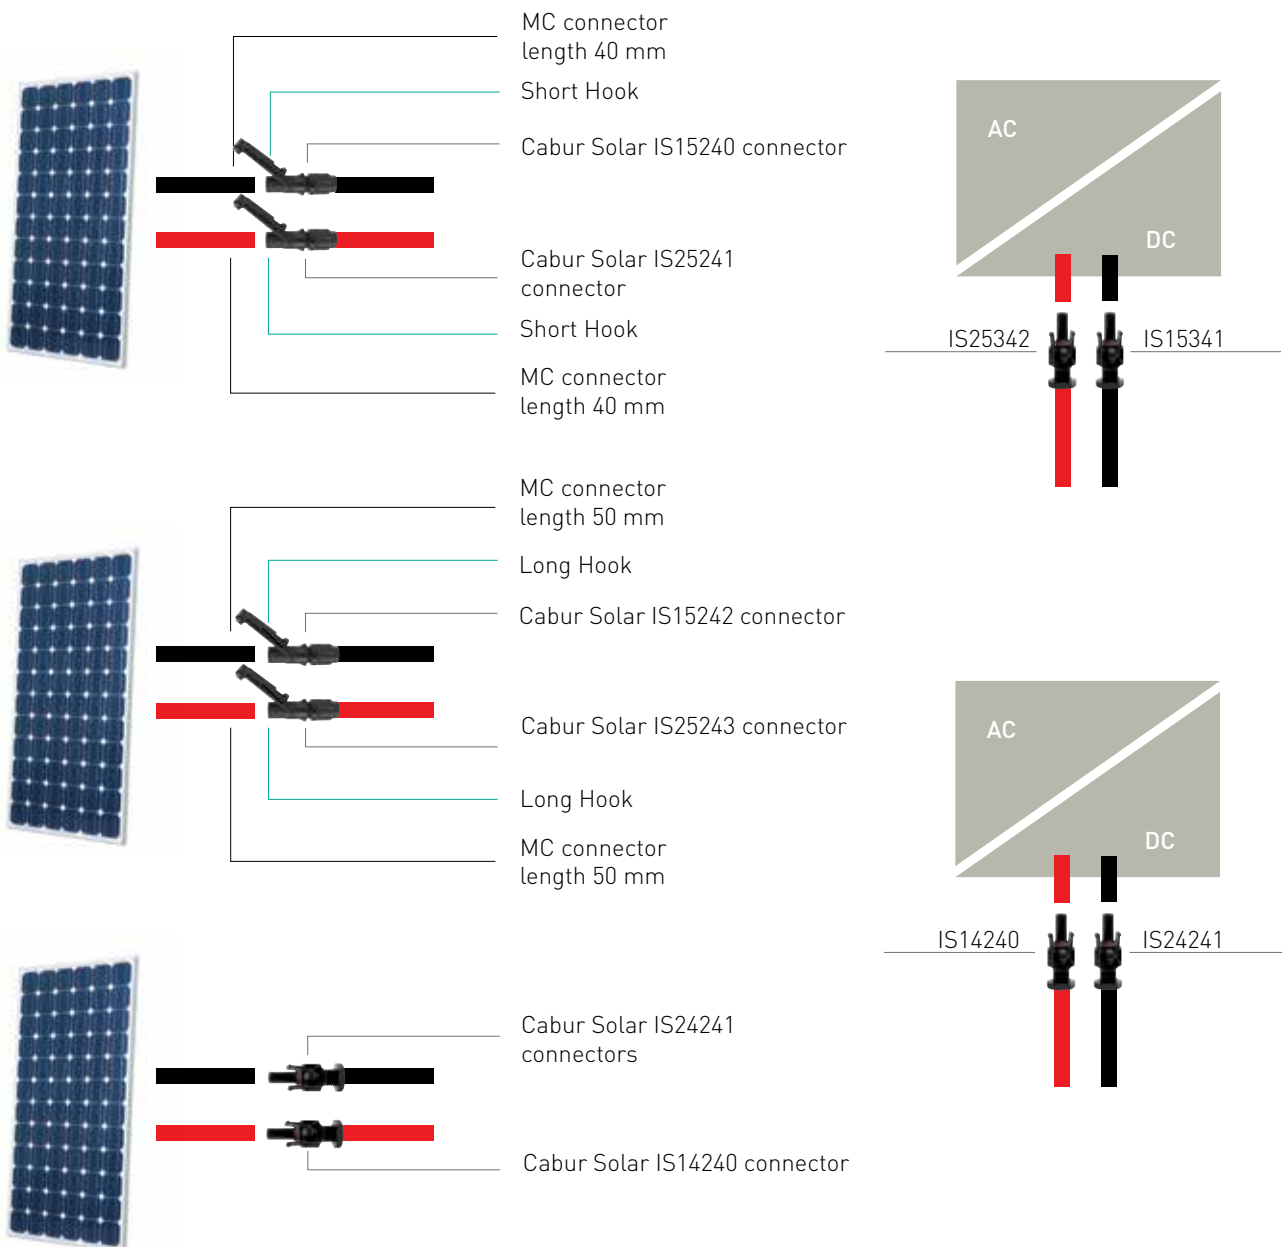 MC connector
length 40 mm
Short Hook
Cabur Solar IS15240 connector
Cabur Solar IS25241
connector
Short Hook
MC connector
length 40 mm
AC
DC
IS25342
IS15341
MC connector
length 50 mm
Long Hook
Cabur Solar IS15242 connector
Cabur Solar IS25243 connector
Long Hook
MC connector
length 50 mm
AC
DC
IS14240
IS24241
Cabur Solar IS24241
connectors
Cabur Solar IS14240 connector